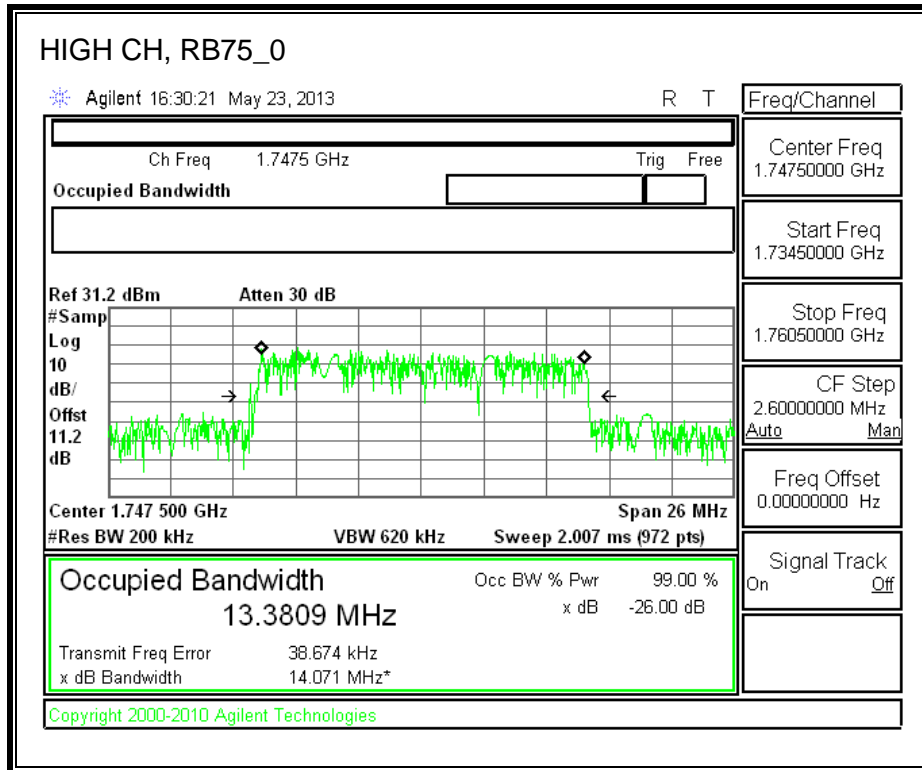 HIGH CH, RB75_0
Agilent 16:30:21 May 23, 2013 R T
Ch Freq 1.7475 GHz Trig Free
Occupied Bandwidth
Ref 31.2 dBm Atten 30 dB
#Samp
Log
10
dB/
Offst
11.2
dB
Center 1.747 500 GHz Span 26 MHz
#Res BW 200 kHz VBW 620 kHz Sweep 2.007 ms (972 pts)
Occupied Bandwidth Occ BW % Pwr 99.00 %
13.3809 MHz x dB -26.00 dB
Transmit Freq Error 38.674 kHz
x dB Bandwidth 14.071 MHz*
Copyright 2000-2010 Agilent Technologies
Freq/Channel
Center Freq
1.74750000 GHz
Start Freq
1.73450000 GHz
Stop Freq
1.76050000 GHz
CF Step
2.60000000 MHz
Auto Man
Freq Offset
0.00000000 Hz
Signal Track
On Off